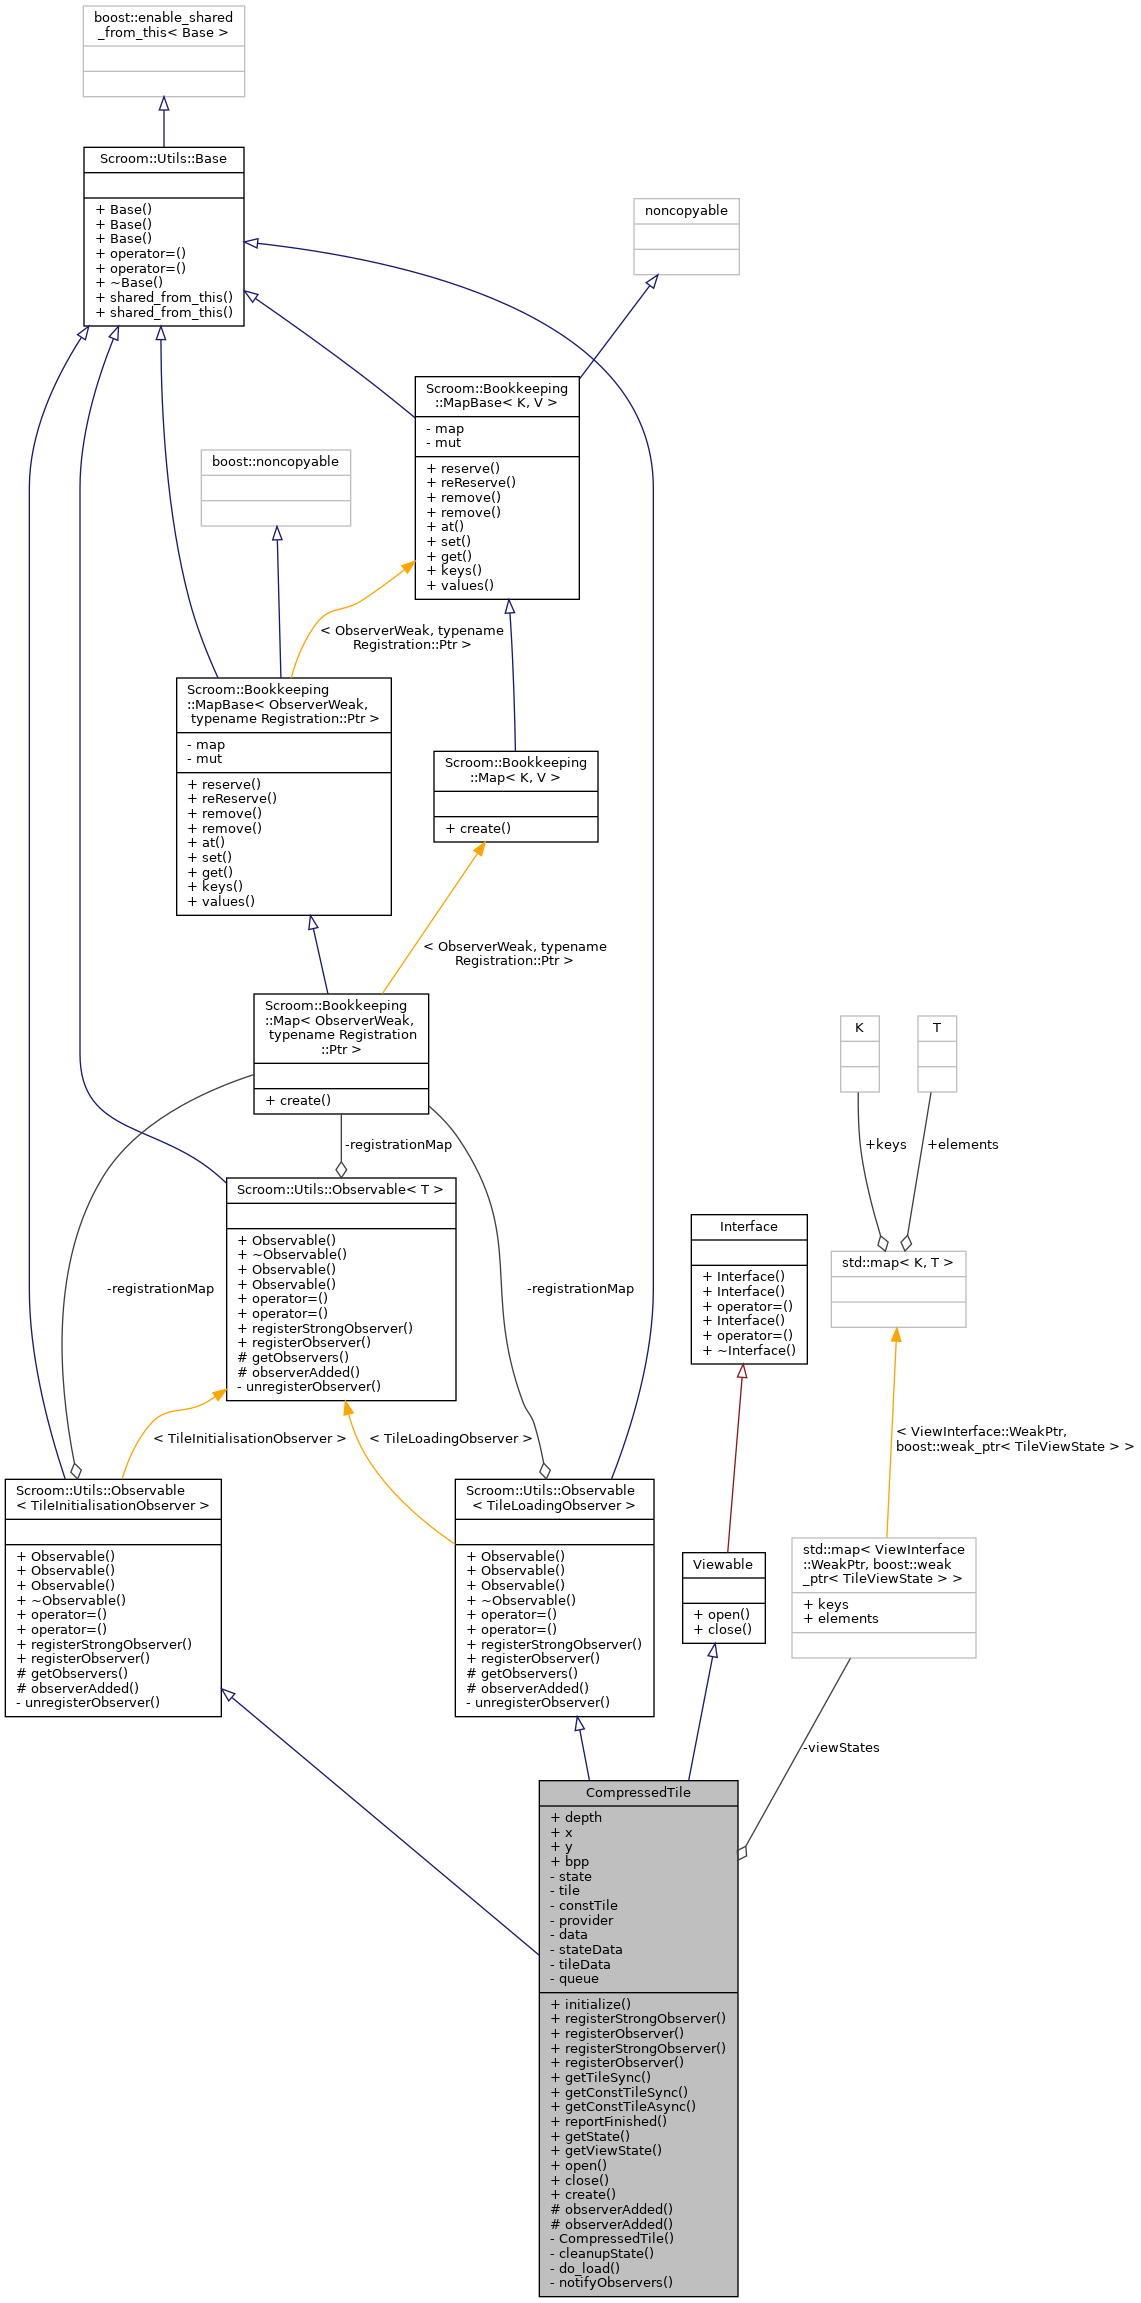 boost::enable_shared
_from_this< Base >
Scroom::Utils::Base
+ Base()
+ Base()
+ Base()
+ operator=()
+ operator=()
+ ~Base()
+ shared_from_this()
+ shared_from_this()
noncopyable
Scroom::Bookkeeping
::MapBase< K, V >
- map
- mut
+ reserve()
+ reReserve()
+ remove()
+ remove()
+ at()
+ set()
+ get()
+ keys()
+ values()
boost::noncopyable
< ObserverWeak, typename
Registration::Ptr >
Scroom::Bookkeeping
::MapBase< ObserverWeak,
typename Registration::Ptr >
- map
- mut
+ reserve()
+ reReserve()
+ remove()
+ remove()
+ at()
+ set()
+ get()
+ keys()
+ values()
Scroom::Bookkeeping
::Map< K, V >
+ create()
< ObserverWeak, typename
Registration::Ptr >
Scroom::Bookkeeping
::Map< ObserverWeak,
typename Registration
::Ptr >
+ create()
K
T
+keys
+elements
-registrationMap
Scroom::Utils::Observable< T >
+ Observable()
+ ~Observable()
+ Observable()
+ Observable()
+ operator=()
+ operator=()
+ registerStrongObserver()
+ registerObserver()
# getObservers()
# observerAdded()
- unregisterObserver()
-registrationMap
-registrationMap
Interface
+ Interface()
+ Interface()
+ operator=()
+ Interface()
+ operator=()
+ ~Interface()
std::map< K, T >
< TileInitialisationObserver >
< TileLoadingObserver >
< ViewInterface::WeakPtr,
boost::weak_ptr< TileViewState > >
Scroom::Utils::Observable
< TileInitialisationObserver >
+ Observable()
+ Observable()
+ Observable()
+ ~Observable()
+ operator=()
+ operator=()
+ registerStrongObserver()
+ registerObserver()
# getObservers()
# observerAdded()
- unregisterObserver()
Scroom::Utils::Observable
< TileLoadingObserver >
+ Observable()
+ Observable()
+ Observable()
+ ~Observable()
+ operator=()
+ operator=()
+ registerStrongObserver()
+ registerObserver()
# getObservers()
# observerAdded()
- unregisterObserver()
Viewable
+ open()
+ close()
std::map< ViewInterface
::WeakPtr, boost::weak
_ptr< TileViewState > >
+ keys
+ elements
-viewStates
CompressedTile
+ depth
+ x
+ y
+ bpp
- state
- tile
- constTile
- provider
- data
- stateData
- tileData
- queue
+ initialize()
+ registerStrongObserver()
+ registerObserver()
+ registerStrongObserver()
+ registerObserver()
+ getTileSync()
+ getConstTileSync()
+ getConstTileAsync()
+ reportFinished()
+ getState()
+ getViewState()
+ open()
+ close()
+ create()
# observerAdded()
# observerAdded()
- CompressedTile()
- cleanupState()
- do_load()
- notifyObservers()